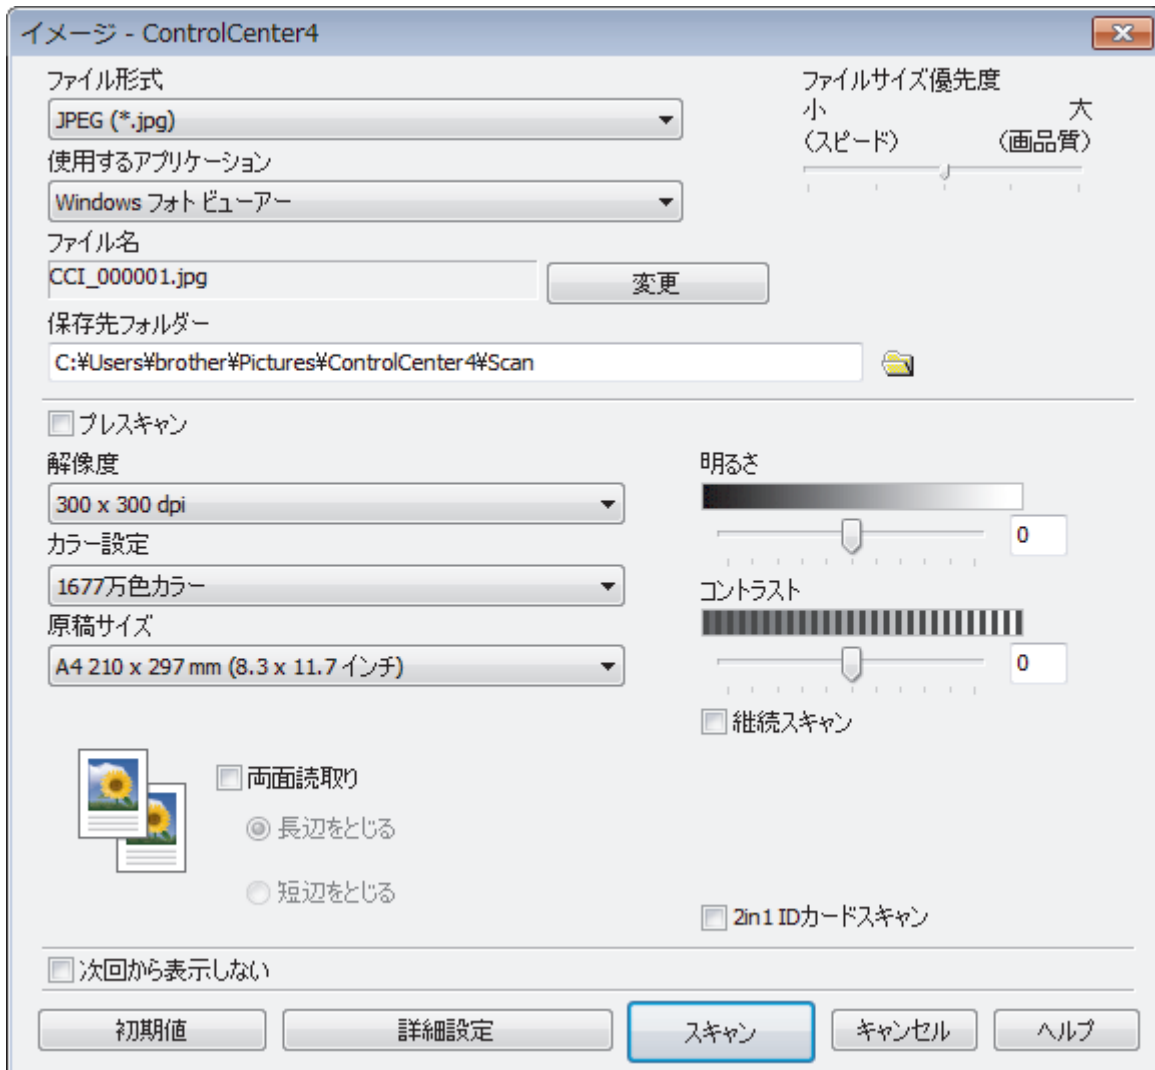 イメージ - ControlCenter4
ファイル形式
JPEG (*.jpg)
使用するアプリケーション
Windows フォト ビューアー
ファイル名
CCI_000001.jpg
変更
保存先フォルダー
C:¥Users¥brother¥Pictures¥ControlCenter4¥Scan
ファイルサイズ優先度
小 大
(スピード) (画品質)
プレスキャン
解像度
300 x 300 dpi
カラー設定
1677万色カラー
原稿サイズ
A4 210 x 297 mm (8.3 x 11.7 インチ)
明るさ
0
コントラスト
0
継続スキャン
両面読取り
長辺をとじる
短辺をとじる
2in1 IDカードスキャン
次回から表示しない
初期値 詳細設定 スキャン キャンセル ヘルプ